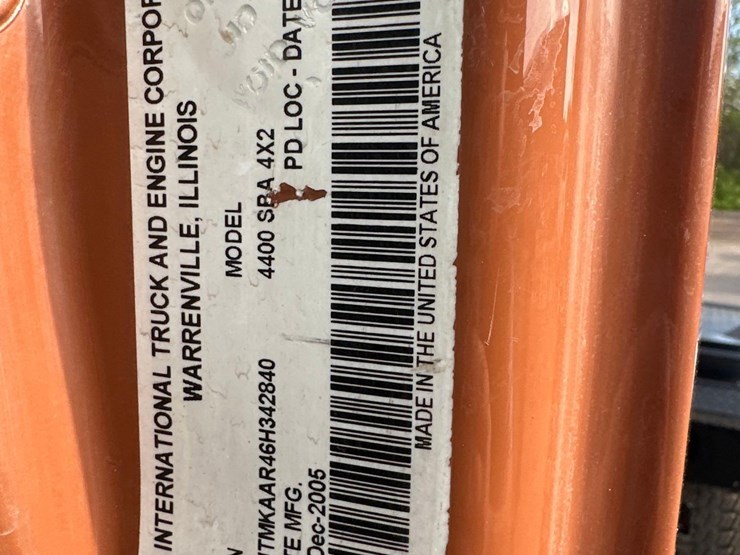 INTERNATIONAL TRUCK AND ENGINE CORPOR
WARRENVILLE, ILLINOIS
MODEL
4400 SBA 4X2
TMKAAR46H342840
TE MFG.
PD LOC - DATE
Dec-2005
MADE IN THE UNITED STATES OF AMERICA